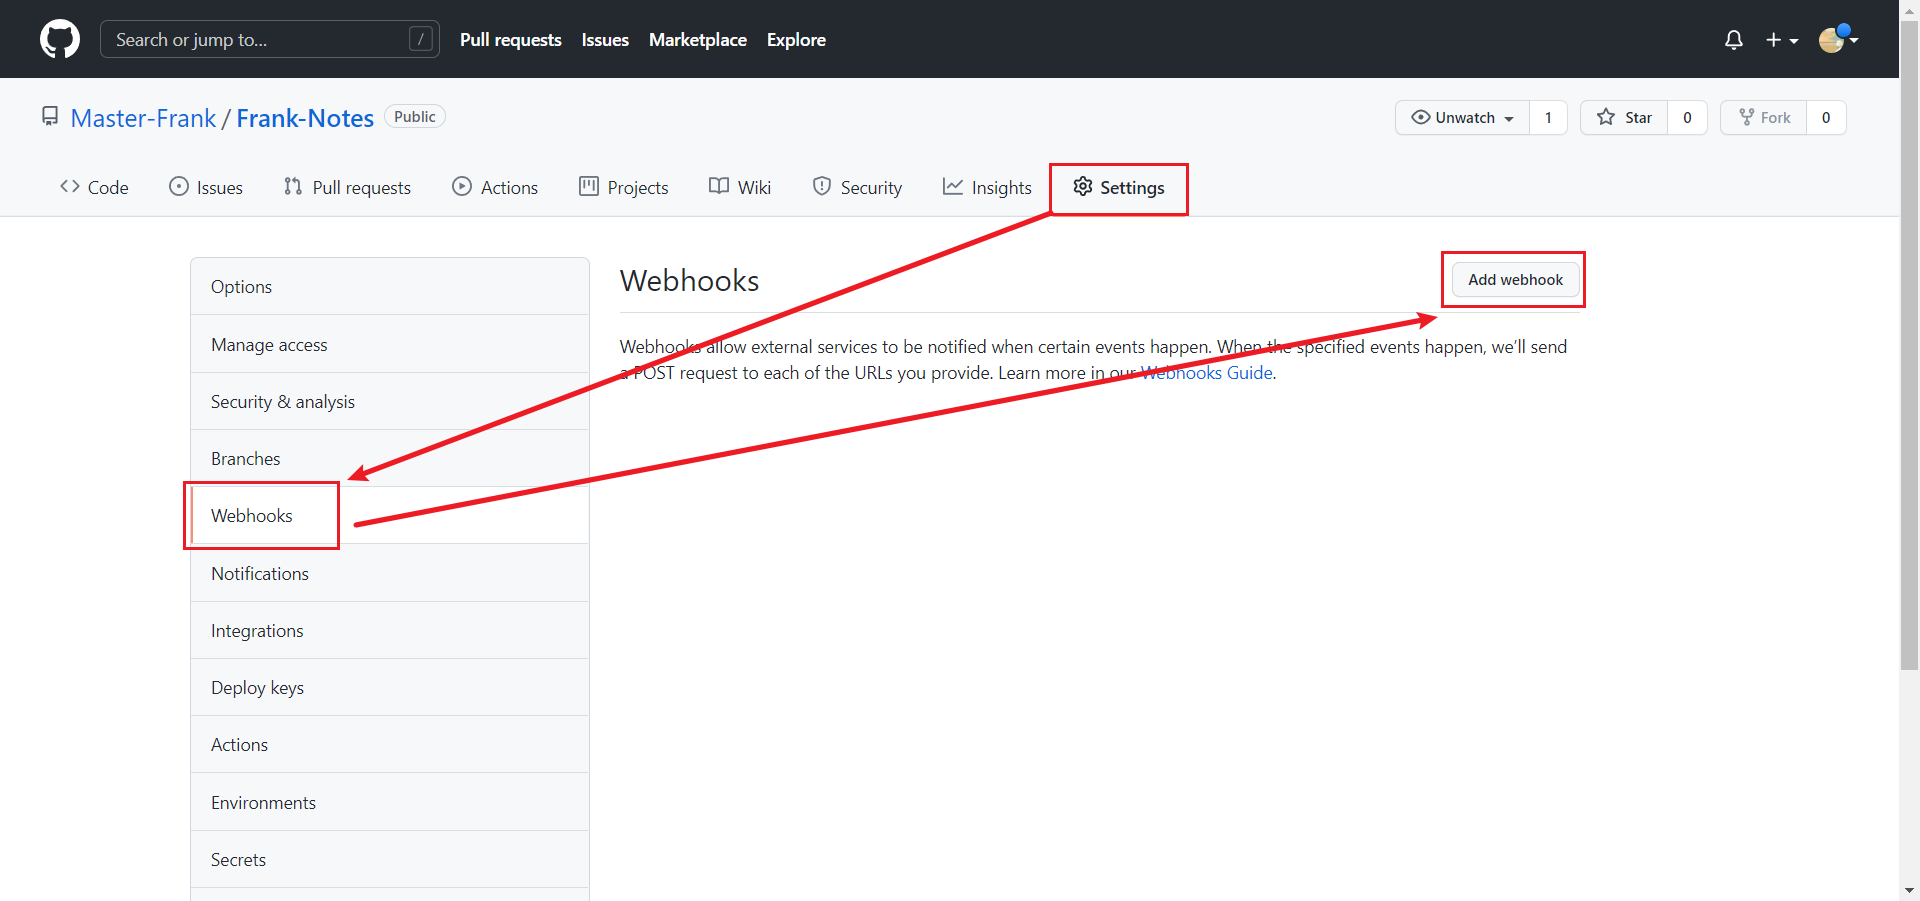 Search or jump to... /
Pull requests Issues Marketplace Explore
Master-Frank / Frank-Notes Public
Unwatch 1 Star 0 Fork 0
Code Issues Pull requests Actions Projects Wiki Security Insights Settings
Options
Manage access
Security & analysis
Branches
Webhooks
Notifications
Integrations
Deploy keys
Actions
Environments
Secrets
Webhooks
Add webhook
Webhooks allow external services to be notified when certain events happen. When the specified events happen, we'll send
a POST request to each of the URLs you provide. Learn more in our Webhooks Guide.